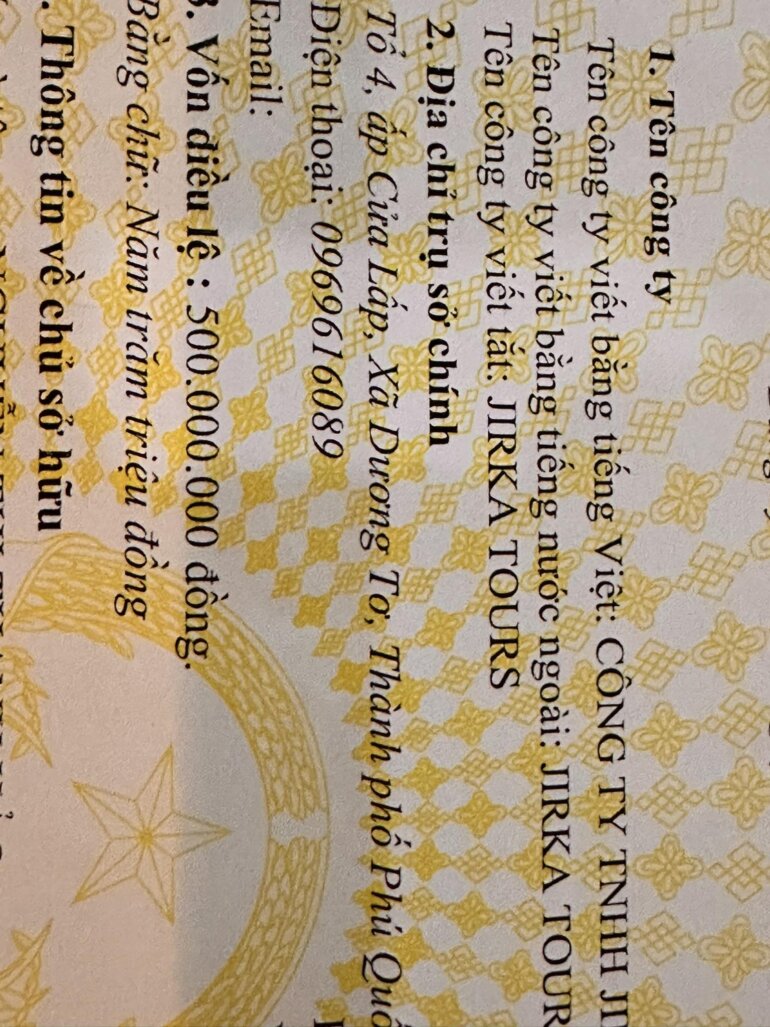 1. Tên công ty
Tên công ty viết bằng tiếng Việt: CÔNG TY TNHH
Tên công ty viết bằng tiếng nước ngoài: JIRKA TOUR
Tên công ty viết tắt: JIRKA TOURS
2. Địa chỉ trụ sở chính
Tổ 4, ấp Cửa Lấp, Xã Dương Tơ, Thành phố Phú
Điện thoại: 0969616089
Email:
3. Vốn điều lệ : 500.000.000 đồng.
Bằng chữ: Năm trăm triệu đồng
. Thông tin về chủ sở hữu